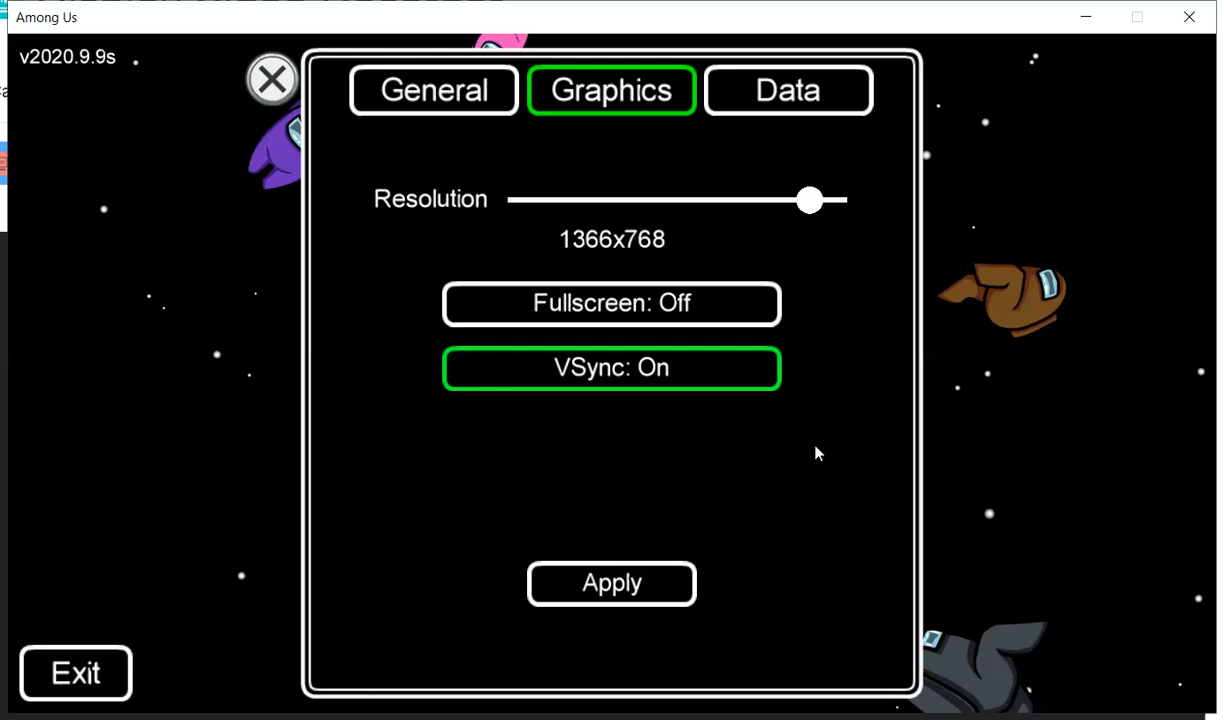 Among Us
v2020.9.9s
General
Graphics
Data
Resolution
1366x768
Fullscreen: Off
VSync: On
Apply
Exit